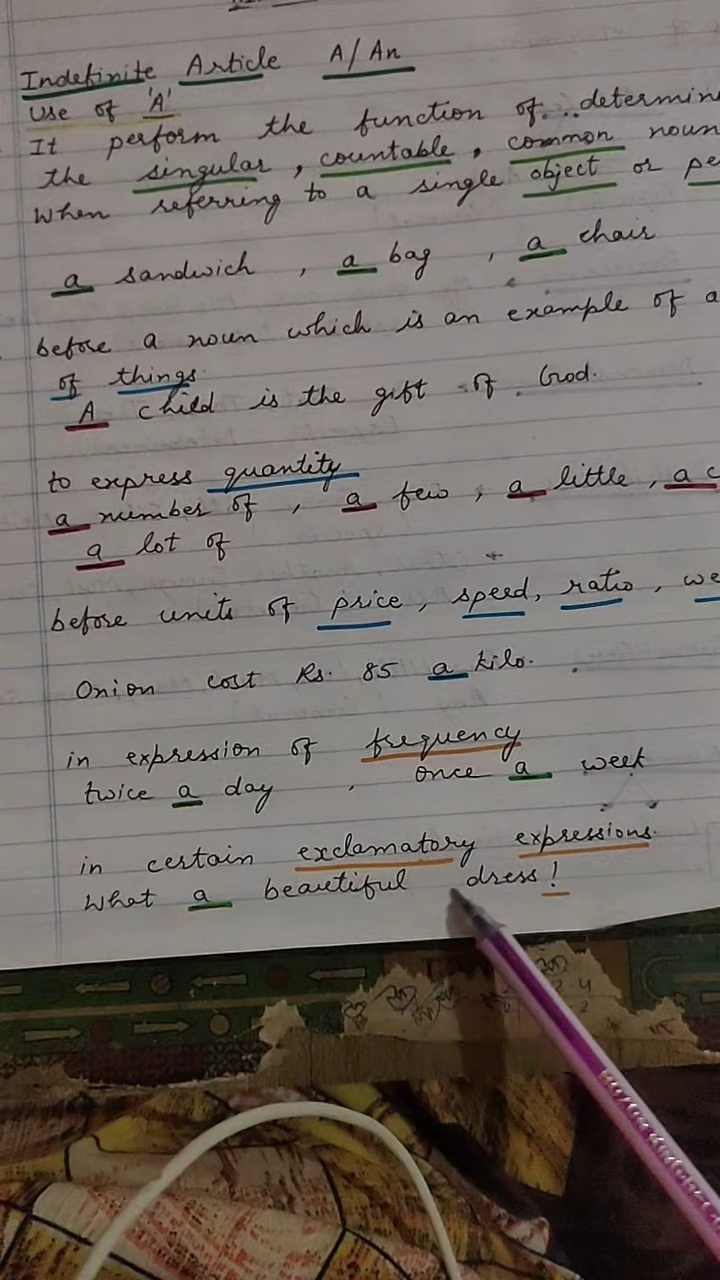 Indefinite Article A/An
Use of 'A'
It perform the function of... determin
the singular, countable, common noun
When referring to a single object or pe
a sandwich, a bag, a chair
before a noun which is an example of a
of things
A child is the gift of God.
to express quantity
a number of, a few, a little, a c
a lot of
before units of price, speed, ratio, we
Onion cost Rs. 85 a kilo.
in expression of frequency
twice a day, once a week
in certain exclamatory expressions.
What a beautiful dress!